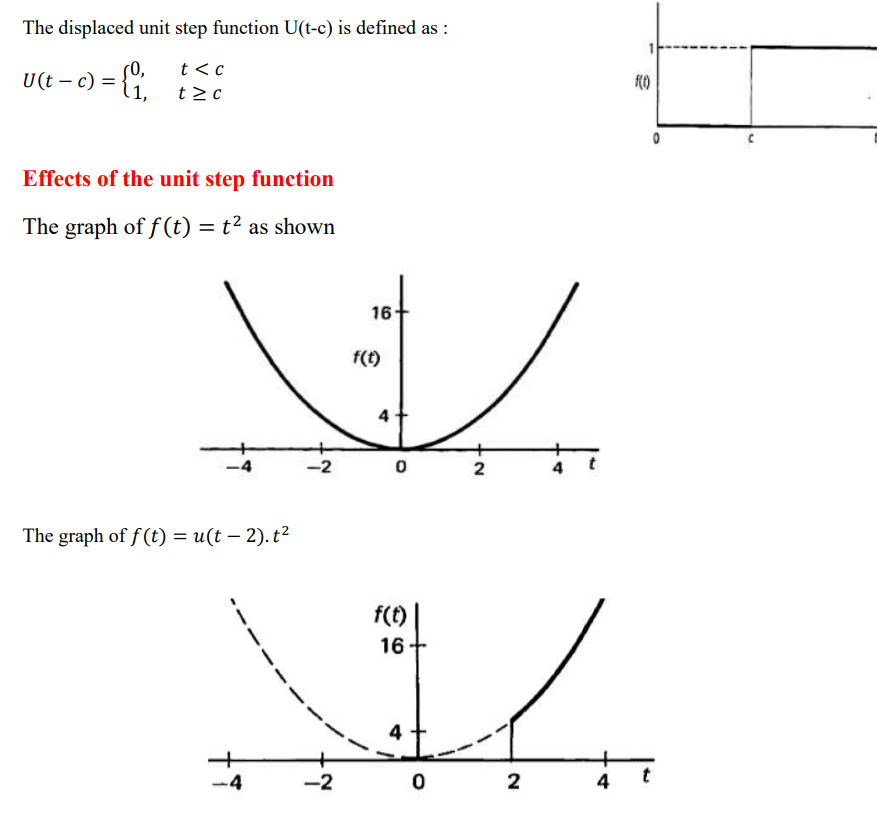 The displaced unit step function U(t-c) is defined as :
U(t − c) = {0, t < c
1, t ≥ c
1
f(t)
0 c
Effects of the unit step function
The graph of f(t) = t² as shown
16
f(t)
4
−4 −2 0 2 4 t
The graph of f(t) = u(t − 2). t²
f(t)
16
4
−4 −2 0 2 4 t